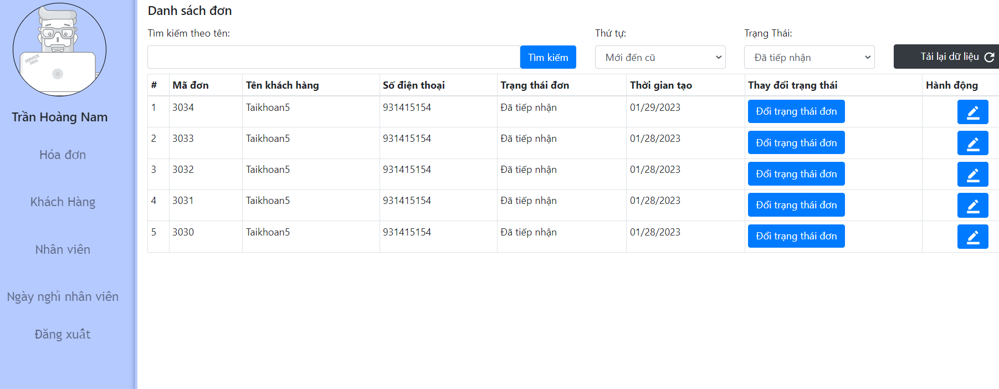 SERVICE
DESK
Trần Hoàng Nam
Hóa đơn
Khách Hàng
Nhân viên
Ngày nghỉ nhân viên
Đăng xuất
Danh sách đơn
Tìm kiếm theo tên: Thứ tự: Trạng Thái:
Tìm kiếm Mới đến cũ Đã tiếp nhận Tải lại dữ liệu
# Mã đơn Tên khách hàng Số điện thoại Trạng thái đơn Thời gian tạo Thay đổi trạng thái Hành động
1 3034 Taikhoan5 931415154 Đã tiếp nhận 01/29/2023 Đổi trạng thái đơn
2 3033 Taikhoan5 931415154 Đã tiếp nhận 01/28/2023 Đổi trạng thái đơn
3 3032 Taikhoan5 931415154 Đã tiếp nhận 01/28/2023 Đổi trạng thái đơn
4 3031 Taikhoan5 931415154 Đã tiếp nhận 01/28/2023 Đổi trạng thái đơn
5 3030 Taikhoan5 931415154 Đã tiếp nhận 01/28/2023 Đổi trạng thái đơn